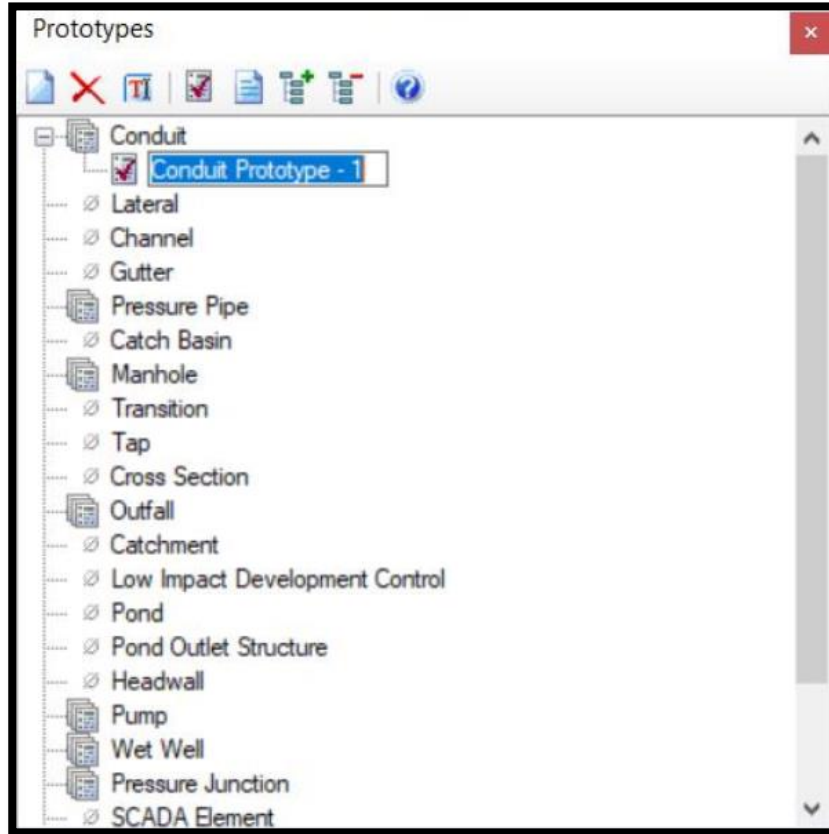 Prototypes
Conduit
Conduit Prototype - 1
Lateral
Channel
Gutter
Pressure Pipe
Catch Basin
Manhole
Transition
Tap
Cross Section
Outfall
Catchment
Low Impact Development Control
Pond
Pond Outlet Structure
Headwall
Pump
Wet Well
Pressure Junction
SCADA Element